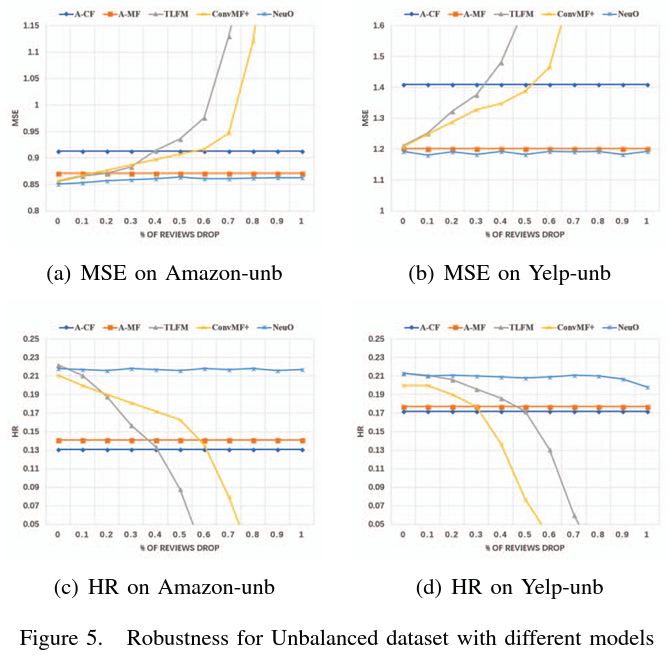 A-CF A-MF TLFM ConvMF+ NeuO
1.15
1.1
1.05
1
0.95
0.9
0.85
0.8
MSE
0 0.1 0.2 0.3 0.4 0.5 0.6 0.7 0.8 0.9 1
% OF REVIEWS DROP
(a) MSE on Amazon-unb
A-CF A-MF TLFM ConvMF+ NeuO
1.6
1.5
1.4
1.3
1.2
1.1
1
MSE
0 0.1 0.2 0.3 0.4 0.5 0.6 0.7 0.8 0.9 1
% OF REVIEWS DROP
(b) MSE on Yelp-unb
A-CF A-MF TLFM ConvMF+ NeuO
0.25
0.23
0.21
0.19
0.17
0.15
0.13
0.11
0.09
0.07
0.05
HR
0 0.1 0.2 0.3 0.4 0.5 0.6 0.7 0.8 0.9 1
% OF REVIEWS DROP
(c) HR on Amazon-unb
A-CF A-MF TLFM ConvMF+ NeuO
0.25
0.23
0.21
0.19
0.17
0.15
0.13
0.11
0.09
0.07
0.05
HR
0 0.1 0.2 0.3 0.4 0.5 0.6 0.7 0.8 0.9 1
% OF REVIEWS DROP
(d) HR on Yelp-unb
Figure 5. Robustness for Unbalanced dataset with different models